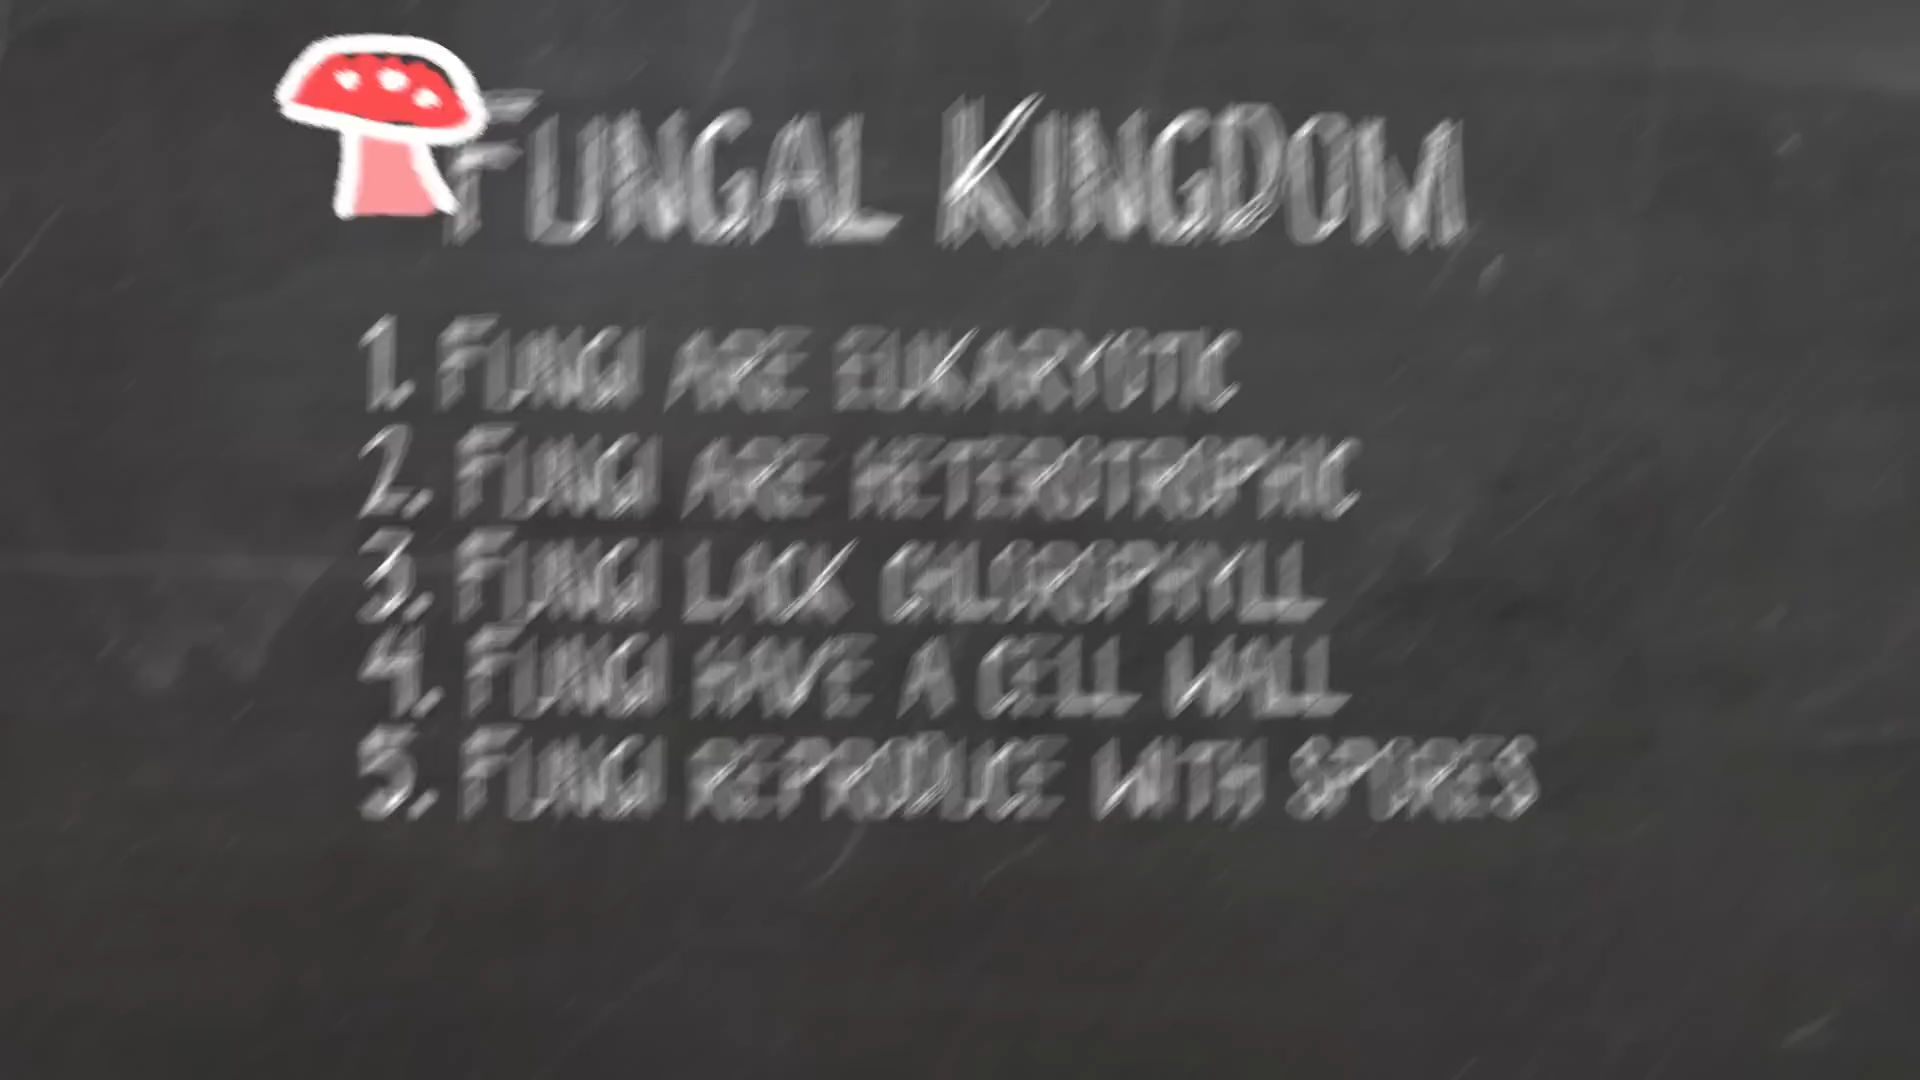 FUNGAL KINGDOM
1. FUNGI ARE EUKARYOTIC
2. FUNGI ARE HETEROTROPHIC
3. FUNGI LACK CHLOROPHYLL
4. FUNGI HAVE A CELL WALL
5. FUNGI REPRODUCE WITH SPORES